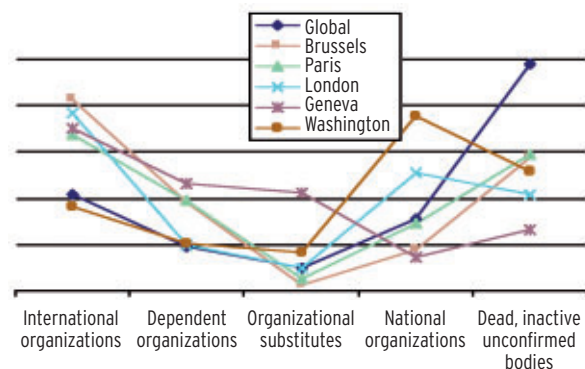 Global
Brussels
Paris
London
Geneva
Washington
International
organizations
Dependent
organizations
Organizational
substitutes
National
organizations
Dead, inactive
unconfirmed
bodies